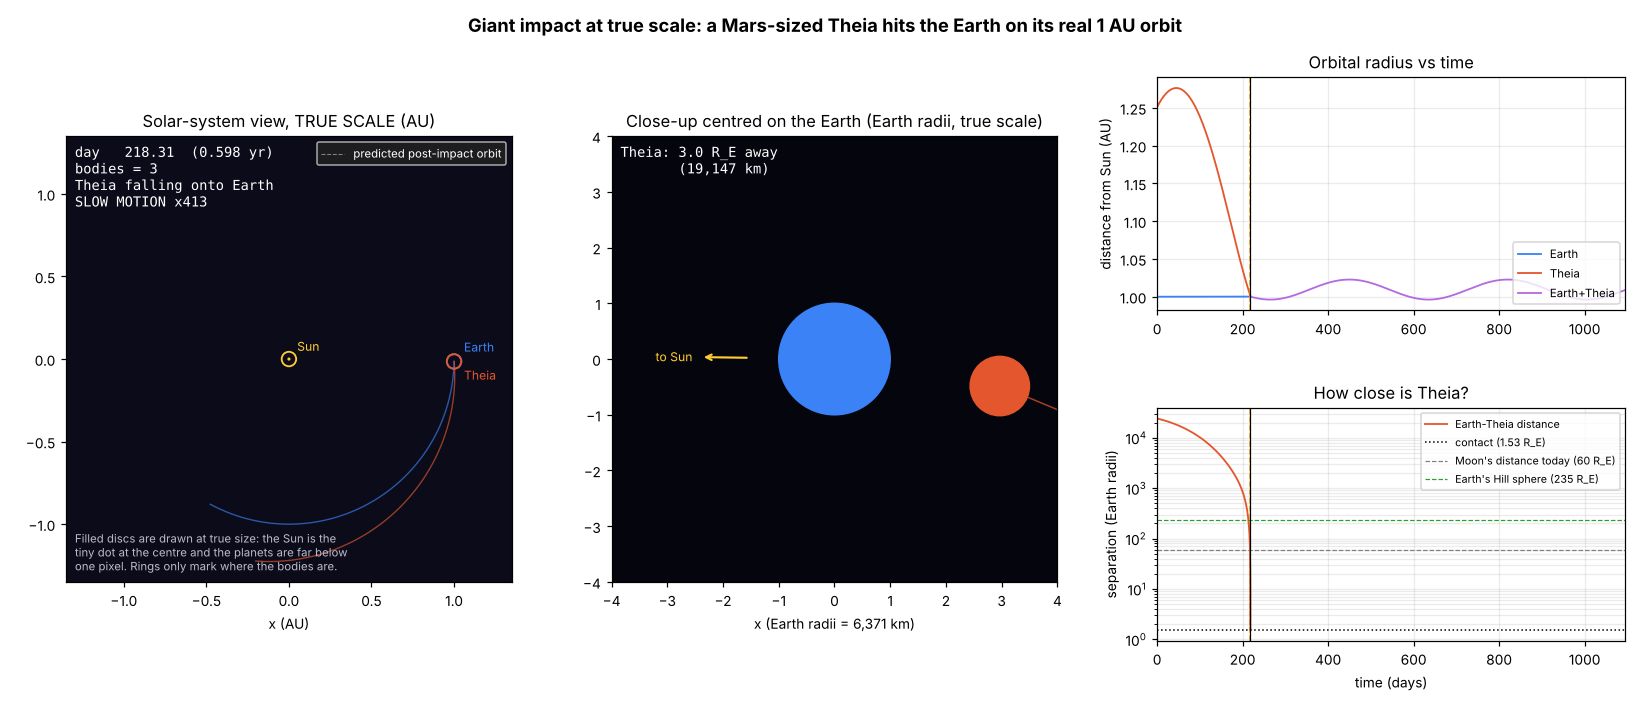 Giant impact at true scale: a Mars-sized Theia hits the Earth on its real 1 AU orbit
Solar-system view, TRUE SCALE (AU)
day 218.31 (0.598 yr)
bodies = 3
Theia falling onto Earth
SLOW MOTION x413
predicted post-impact orbit
Sun
Earth
Theia
Filled discs are drawn at true size: the Sun is the
tiny dot at the centre and the planets are far below
one pixel. Rings only mark where the bodies are.
1.0
0.5
0.0
−0.5
−1.0
−1.0 −0.5 0.0 0.5 1.0
x (AU)
Close-up centred on the Earth (Earth radii, true scale)
Theia: 3.0 R_E away
(19,147 km)
to Sun
4
3
2
1
0
−1
−2
−3
−4
−4 −3 −2 −1 0 1 2 3 4
x (Earth radii = 6,371 km)
Orbital radius vs time
distance from Sun (AU)
1.25
1.20
1.15
1.10
1.05
1.00
Earth
Theia
Earth+Theia
0 200 400 600 800 1000
How close is Theia?
separation (Earth radii)
10⁴
10³
10²
10¹
10⁰
Earth-Theia distance
contact (1.53 R_E)
Moon's distance today (60 R_E)
Earth's Hill sphere (235 R_E)
0 200 400 600 800 1000
time (days)